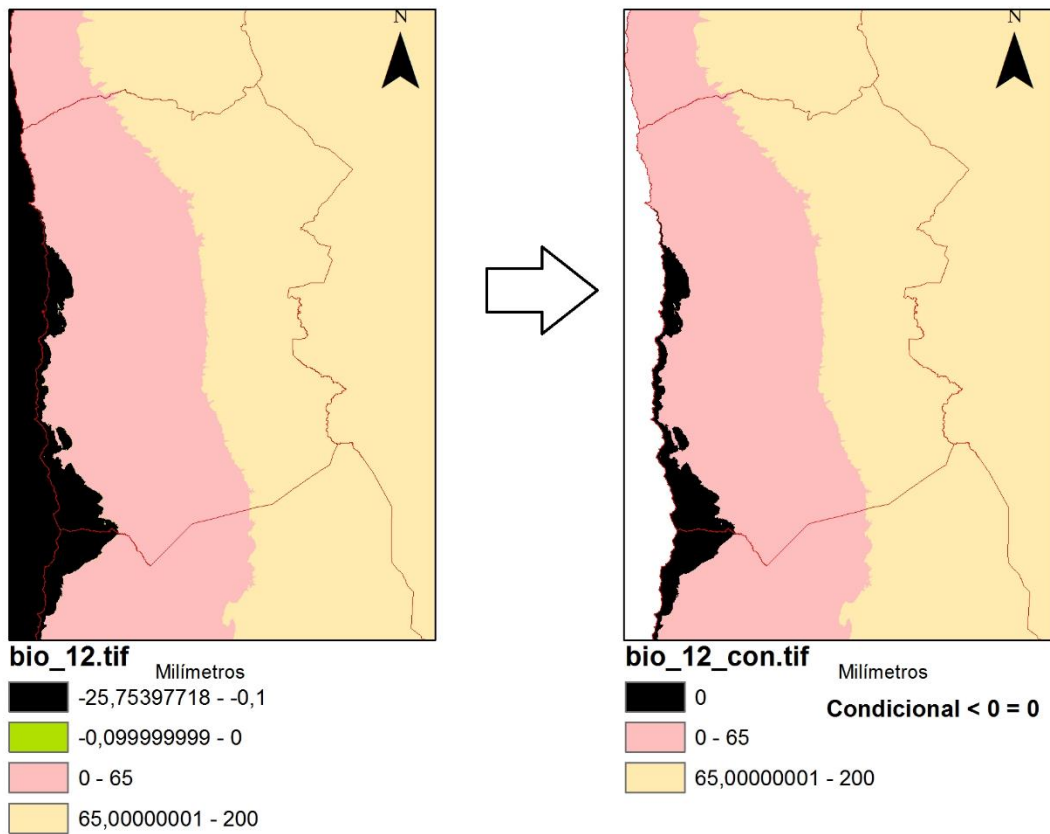 N
N
bio_12.tif
Milímetros
-25,75397718 - -0,1
-0,099999999 - 0
0 - 65
65,00000001 - 200
bio_12_con.tif
Milímetros
0
Condicional < 0 = 0
0 - 65
65,00000001 - 200